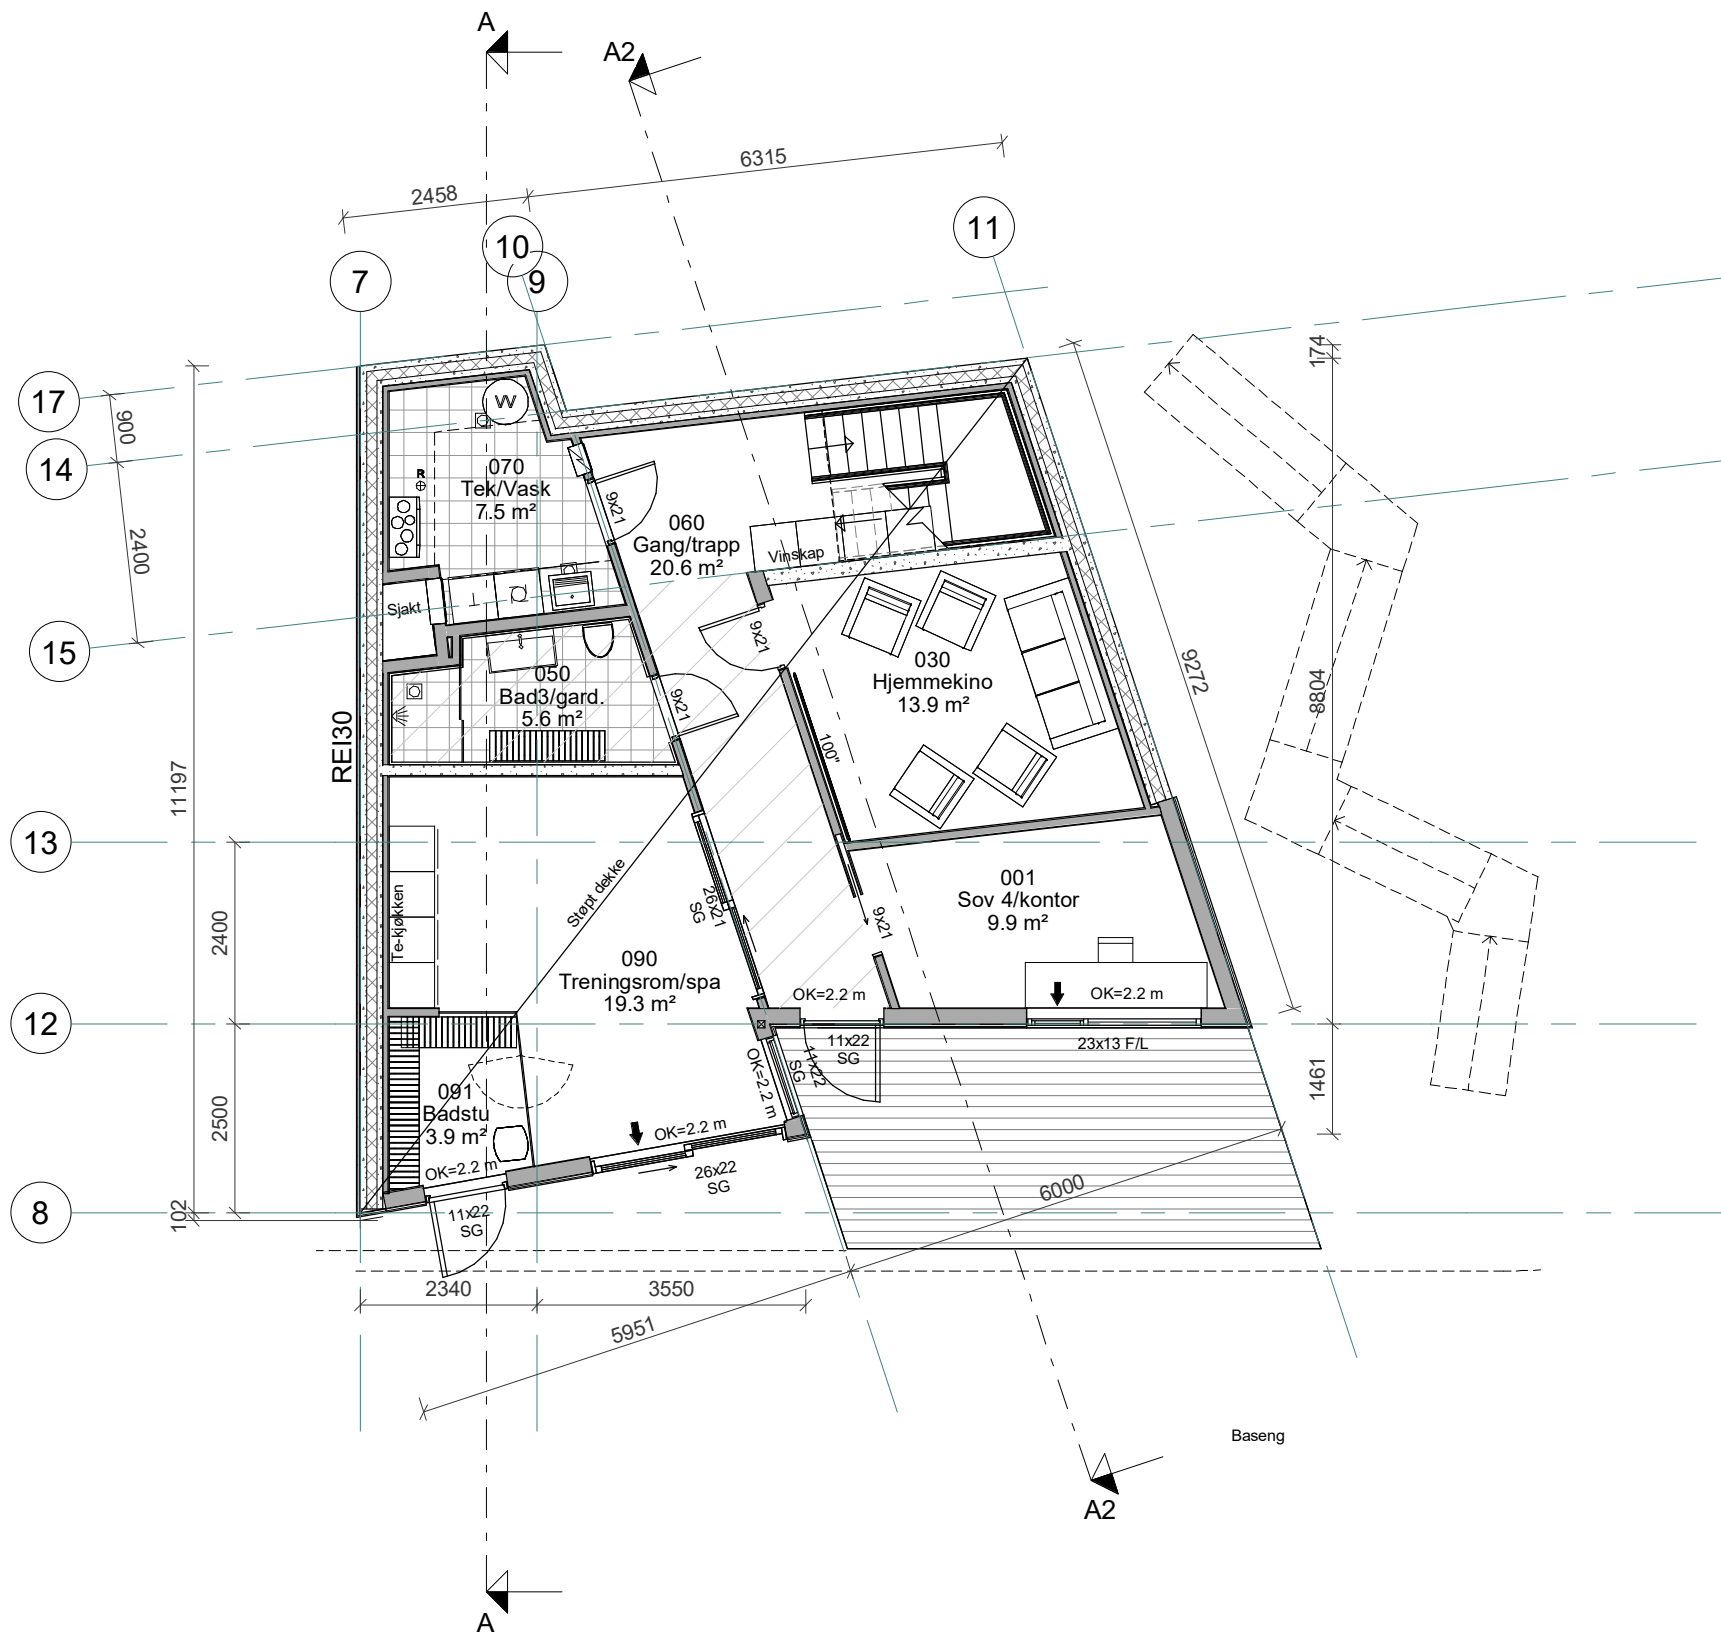 A
A2
6315
2458
10
11
7
9
174
17
900
W
070
Tek/Vask
7.5 m²
R
14
9x21
060
Gang/trapp
20.6 m²
Vinskap
2400
Sjakt
15
9x21
030
Hjemmekino
13.9 m²
9272
8804
050
Bad3/gard.
5.6 m²
9x21
REI30
100"
11197
13
Te-kjøkken
Støpt dekke
26x21
SG
001
Sov 4/kontor
9.9 m²
9x21
2400
090
Treningsrom/spa
19.3 m²
OK=2.2 m
OK=2.2 m
12
11x22
SG
11x22
SG
23x13 F/L
OK=2.2 m
1461
091
Badstu
3.9 m²
2500
OK=2.2 m
OK=2.2 m
26x22
SG
6000
8
102
11x22
SG
2340
3550
5951
Baseng
A2
A